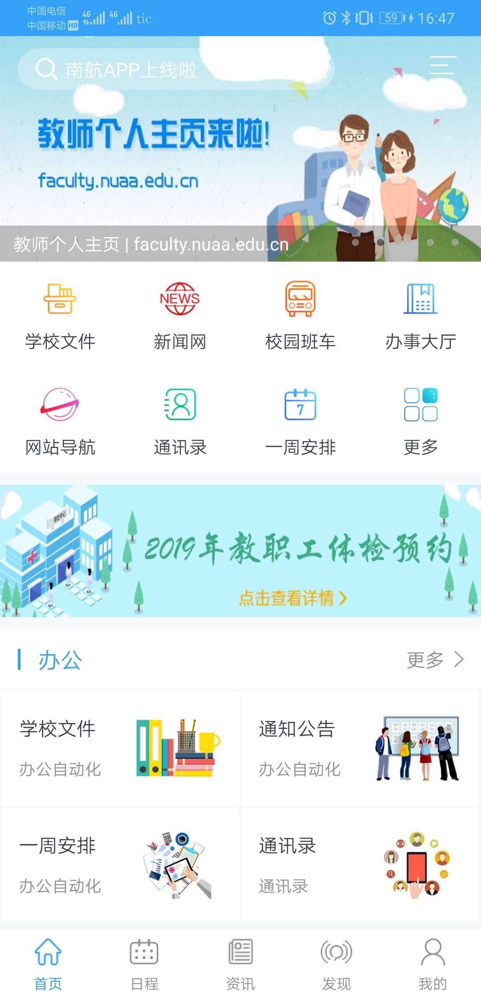 中国电信
中国移动 HD 4G 4G tic 59 16:47
南航APP上线啦
教师个人主页来啦!
faculty.nuaa.edu.cn
教师个人主页 | faculty.nuaa.edu.cn
NEWS
学校文件 新闻网 校园班车 办事大厅
7
网站导航 通讯录 一周安排 更多
体检中心
2019年教职工体检预约
点击查看详情
办公 更多
学校文件 通知公告
办公自动化 办公自动化
一周安排 通讯录
办公自动化 通讯录
首页 日程 资讯 发现 我的